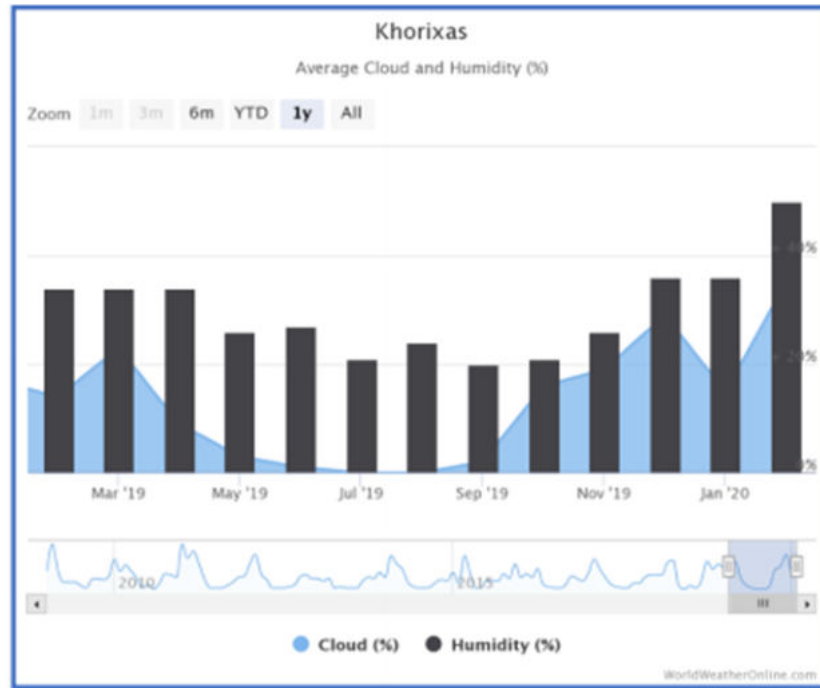 Khorixas
Average Cloud and Humidity (%)
Zoom 1m 3m 6m YTD 1y All
40%
20%
0%
Mar '19 May '19 Jul '19 Sep '19 Nov '19 Jan '20
2010 2015
Cloud (%) Humidity (%)
WorldWeatherOnline.com